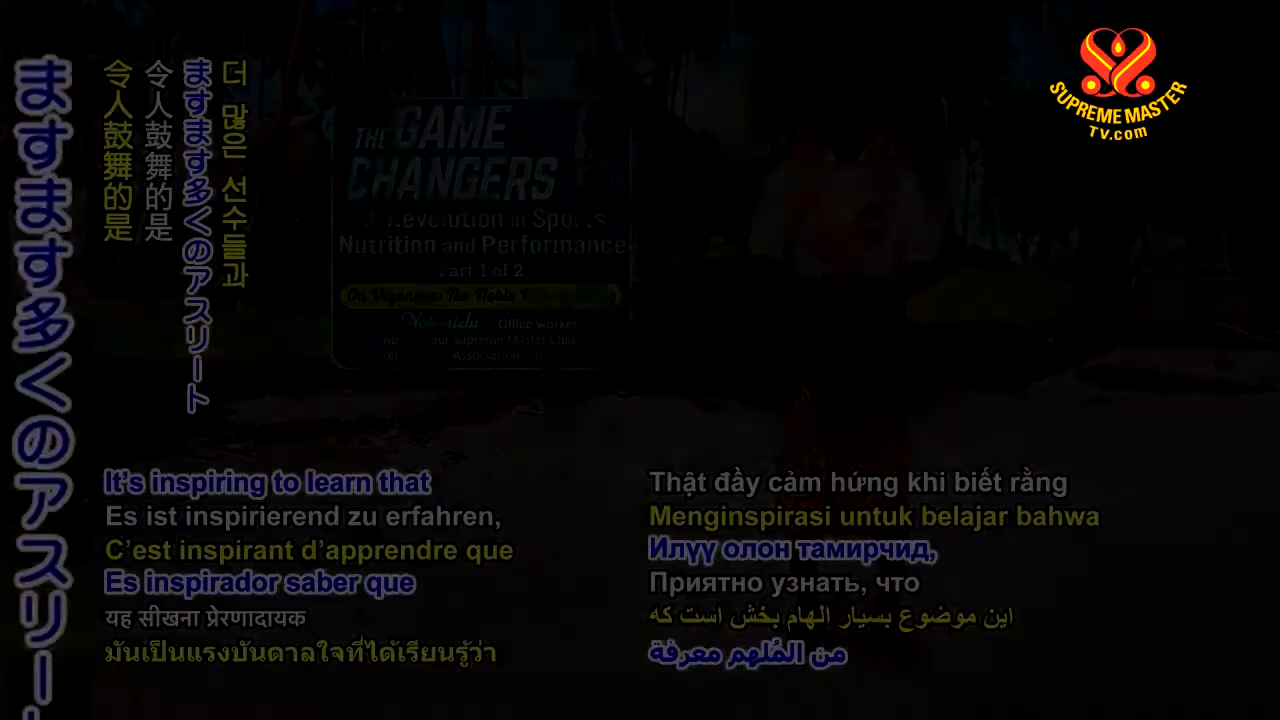 ますます多くのアスリー
令人鼓舞的是
令人鼓舞的是
ますます多くのアスリート
더 많은 선수들과
THE GAME
CHANGERS
Revolution in Sports
Nutrition and Performance
Part 1 of 2
On Veganism: The Noble
Office worker
our Supreme Master
Association
SUPREME MASTER
TV.com
It's inspiring to learn that
Es ist inspirierend zu erfahren,
C'est inspirant d'apprendre que
Es inspirador saber que
यह सीखना प्रेरणादायक
มันเป็นแรงบันดาลใจที่ได้เรียนรู้ว่า
Thật đầy cảm hứng khi biết rằng
Menginspirasi untuk belajar bahwa
Илүү олон тамирчид,
Приятно узнать, что
این موضوع بسیار الهام بخش است که
من المُلهم معرفة